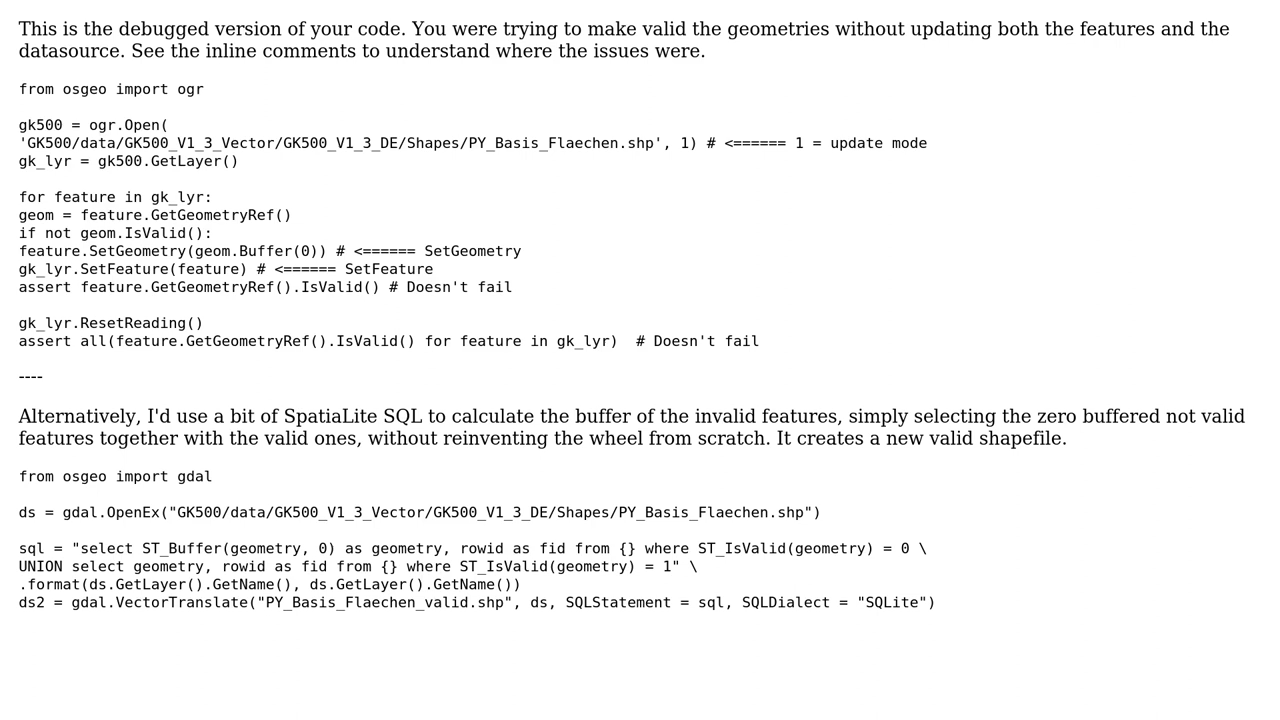 This is the debugged version of your code. You were trying to make valid the geometries without updating both the features and the
datasource. See the inline comments to understand where the issues were.
from osgeo import ogr
gk500 = ogr.Open(
'GK500/data/GK500_V1_3_Vector/GK500_V1_3_DE/Shapes/PY_Basis_Flaechen.shp', 1) # <====== 1 = update mode
gk_lyr = gk500.GetLayer()
for feature in gk_lyr:
geom = feature.GetGeometryRef()
if not geom.IsValid():
feature.SetGeometry(geom.Buffer(0)) # <====== SetGeometry
gk_lyr.SetFeature(feature) # <====== SetFeature
assert feature.GetGeometryRef().IsValid() # Doesn't fail
gk_lyr.ResetReading()
assert all(feature.GetGeometryRef().IsValid() for feature in gk_lyr)  # Doesn't fail
----
Alternatively, I'd use a bit of SpatiaLite SQL to calculate the buffer of the invalid features, simply selecting the zero buffered not valid
features together with the valid ones, without reinventing the wheel from scratch. It creates a new valid shapefile.
from osgeo import gdal
ds = gdal.OpenEx("GK500/data/GK500_V1_3_Vector/GK500_V1_3_DE/Shapes/PY_Basis_Flaechen.shp")
sql = "select ST_Buffer(geometry, 0) as geometry, rowid as fid from {} where ST_IsValid(geometry) = 0 \
UNION select geometry, rowid as fid from {} where ST_IsValid(geometry) = 1" \
.format(ds.GetLayer().GetName(), ds.GetLayer().GetName())
ds2 = gdal.VectorTranslate("PY_Basis_Flaechen_valid.shp", ds, SQLStatement = sql, SQLDialect = "SQLite")